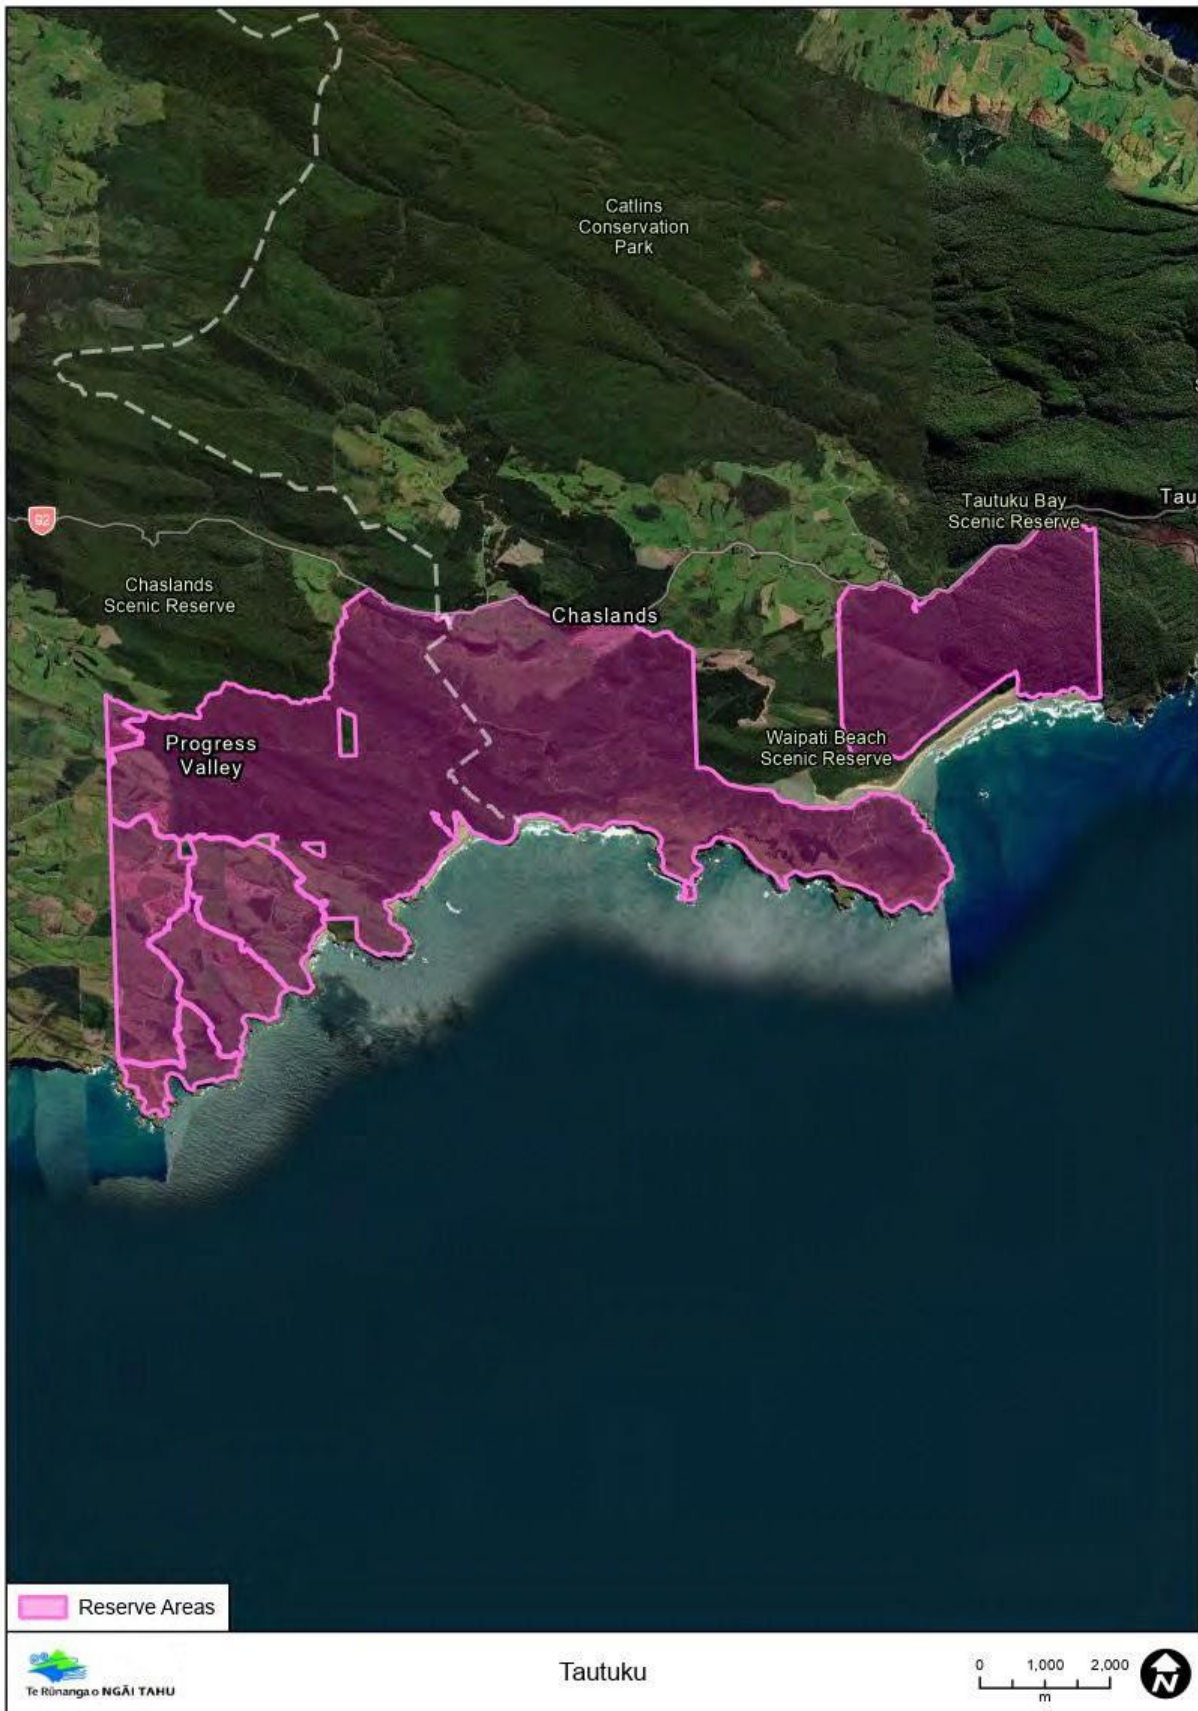 Catlins
Conservation
Park
Tautuku Bay
Scenic Reserve
Tau
92
Chaslands
Scenic Reserve
Chaslands
Progress
Valley
Waipati Beach
Scenic Reserve
Reserve Areas
Te Rūnanga o NGĀI TAHU
Tautuku
0 1,000 2,000
m
N